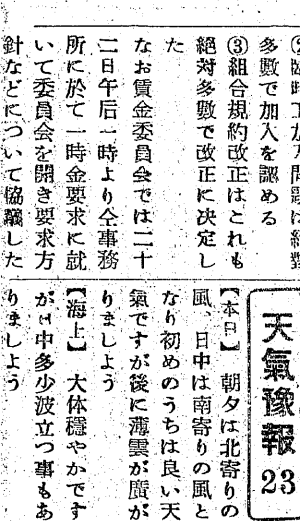 多數で加入を認める
③組合規約改正はこれも
絶対多數で改正に決定し
た
なお賃金委員会では二十
二日午后一時より仝事務
所に於て一時金要求に就
いて委員会を開き要求方
針などについて協議した
天氣豫報
23
【本日】 朝夕は北寄りの
風、日中は南寄りの風と
なり初めのうちは良い天
氣ですが後に薄雲が廣が
りましよう
【海上】 大体穩やかです
が日中多少波立つ事もあ
りましよう